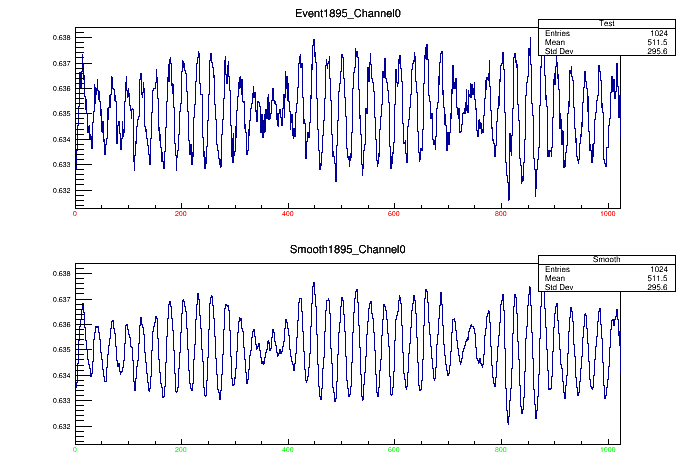 Event1895_Channel0
Test
Entries 1024
Mean 511.5
Std Dev 295.6
0.638
0.637
0.636
0.635
0.634
0.633
0.632
0 200 400 600 800 1000
Smooth1895_Channel0
Smooth
Entries 1024
Mean 511.5
Std Dev 295.6
0.638
0.637
0.636
0.635
0.634
0.633
0.632
0 200 400 600 800 1000